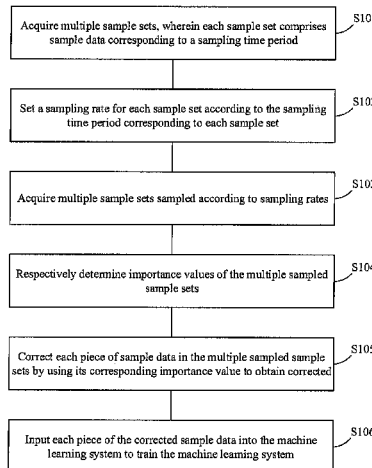 Acquire multiple sample sets, wherein each sample set comprises
sample data corresponding to a sampling time period
S10
Set a sampling rate for each sample set according to the sampling
time period corresponding to each sample set
Acquire multiple sample sets sampled according to sampling rates
Respectively determine importance values of the multiple sampled
sample sets
S104
Correct each piece of sample data in the multiple sampled sample
sets by using its corresponding importance value to obtain corrected
S105
Input each piece of the corrected sample data into the machine
learning system to train the machine learning system
S106